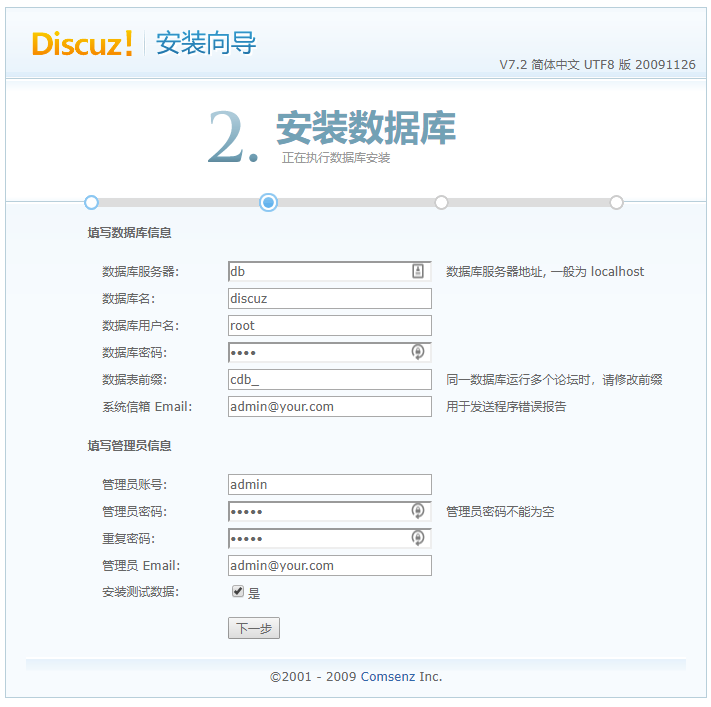 Discuz! 安装向导
V7.2 简体中文 UTF8 版 20091126
2. 安装数据库
正在执行数据库安装
填写数据库信息
数据库服务器: db 数据库服务器地址, 一般为 localhost
数据库名: discuz
数据库用户名: root
数据库密码: ••••
数据表前缀: cdb_ 同一数据库运行多个论坛时，请修改前缀
系统信箱 Email: admin@your.com 用于发送程序错误报告
填写管理员信息
管理员账号: admin
管理员密码: ••••• 管理员密码不能为空
重复密码: •••••
管理员 Email: admin@your.com
安装测试数据: 是
下一步
©2001 - 2009 Comsenz Inc.